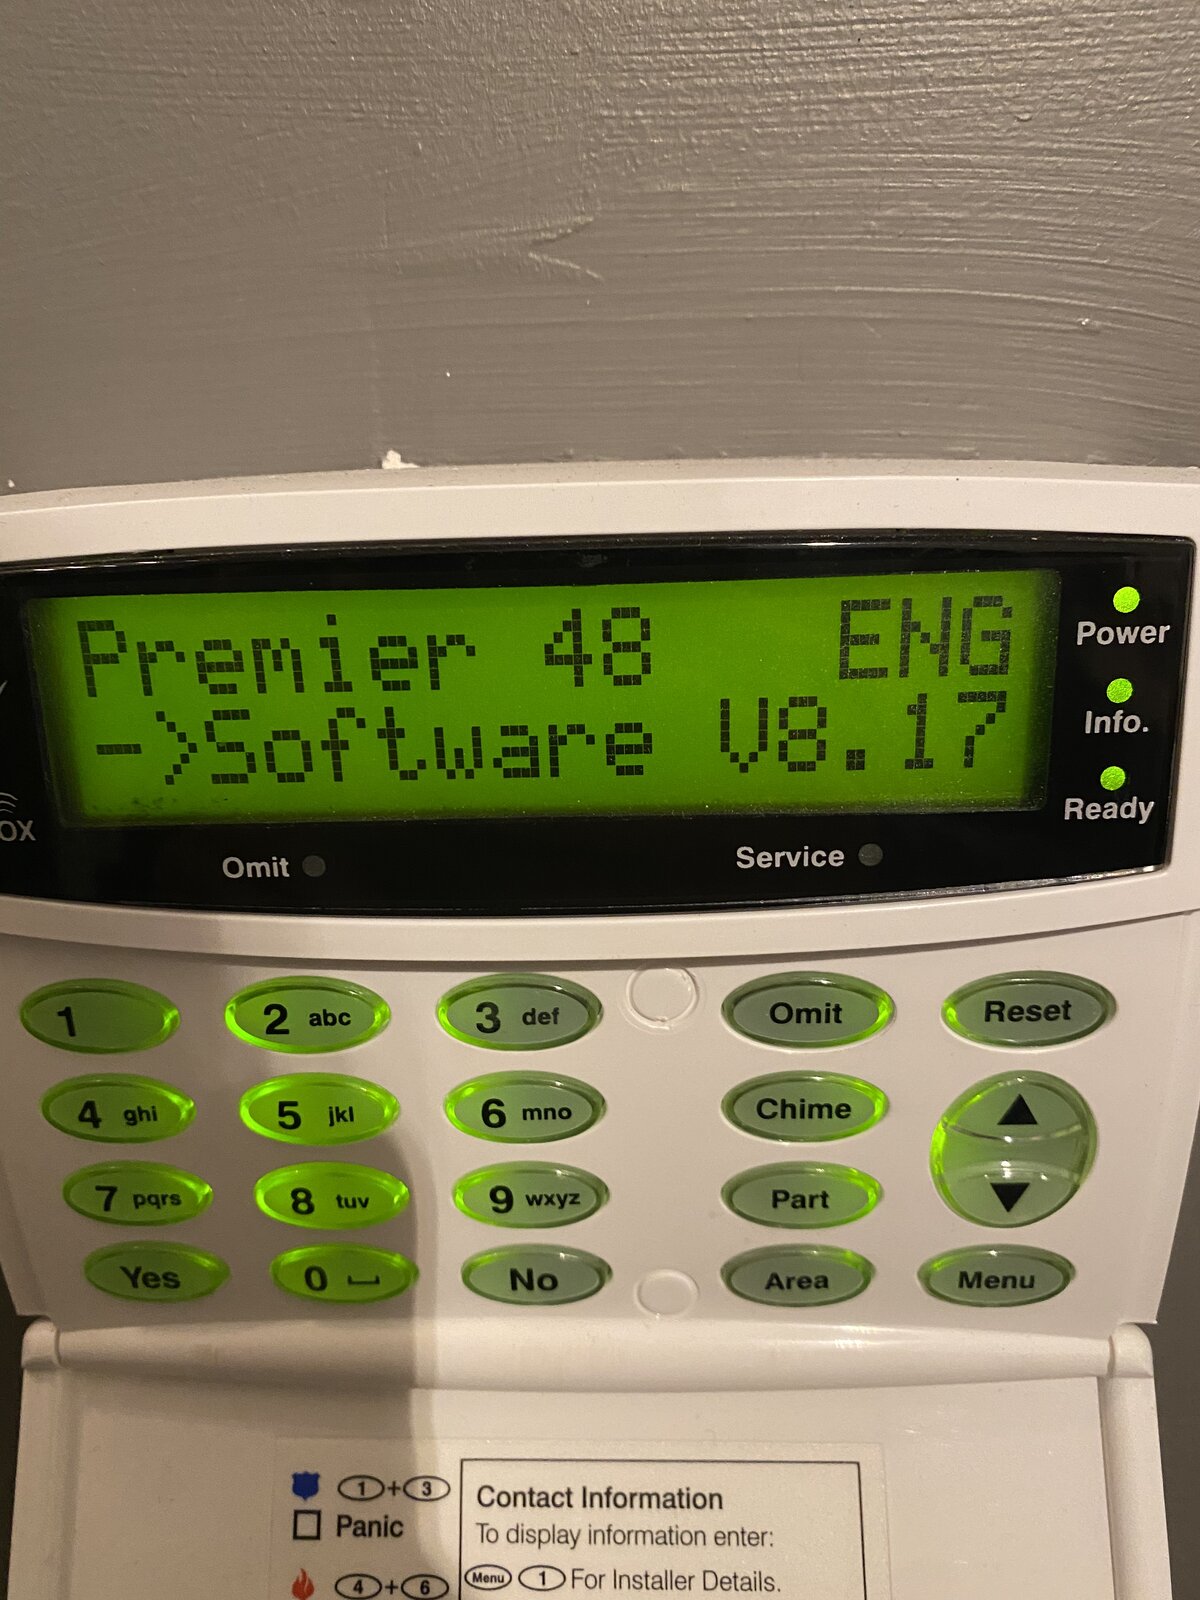 Premier 48 ENG
->Software V8.17
Power
Info.
Ready
OX
Omit
Service
1
2 abc
3 def
Omit
Reset
4 ghi
5 jkl
6 mno
Chime
7 pqrs
8 tuv
9 wxyz
Part
Yes
0
No
Area
Menu
1+3
Panic
4+6
Contact Information
To display information enter:
Menu 1 For Installer Details.